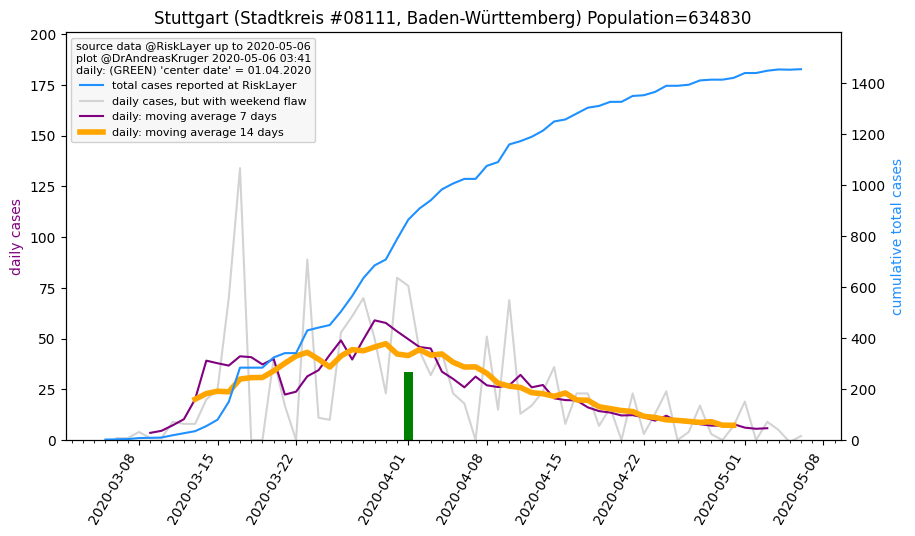 Stuttgart (Stadtkreis #08111, Baden-Württemberg) Population=634830
source data @RiskLayer up to 2020-05-06
plot @DrAndreasKruger 2020-05-06 03:41
daily: (GREEN) 'center date' = 01.04.2020
total cases reported at RiskLayer
daily cases, but with weekend flaw
daily: moving average 7 days
daily: moving average 14 days
daily cases
200
175
150
125
100
75
50
25
0
1400
1200
1000
800
600
400
200
0
cumulative total cases
2020-03-08
2020-03-15
2020-03-22
2020-04-01
2020-04-08
2020-04-15
2020-04-22
2020-05-01
2020-05-08